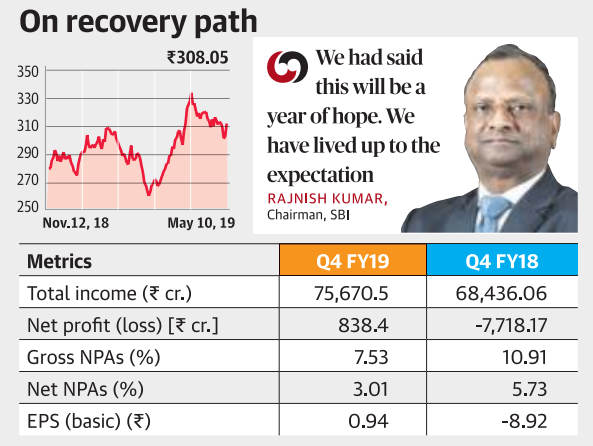 On recovery path
₹308.05
350
330
310
290
270
250
Nov.12, 18 May 10, 19
We had said
this will be a
year of hope. We
have lived up to the
expectation
RAJNISH KUMAR,
Chairman, SBI
Metrics Q4 FY19 Q4 FY18
Total income (₹ cr.) 75,670.5 68,436.06
Net profit (loss) [₹ cr.] 838.4 -7,718.17
Gross NPAs (%) 7.53 10.91
Net NPAs (%) 3.01 5.73
EPS (basic) (₹) 0.94 -8.92